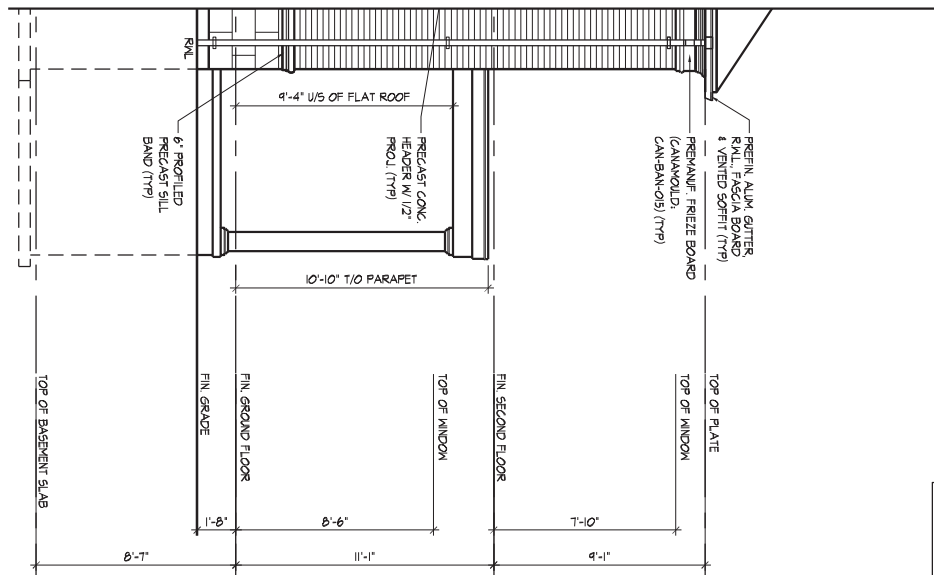 RWL
9'-4" U/S OF FLAT ROOF
6" PROFILED
PRECAST SILL
BAND (TYP)
PRECAST CONC.
HEADER W/ 1/2"
PROJ. (TYP)
PREFIN. ALUM. GUTTER,
R.W.L., FASCIA BOARD
& VENTED SOFFIT (TYP)
PREMANUF. FRIEZE BOARD
(CANAMOULD:
CAN-BAN-015) (TYP)
10'-10" T/O PARAPET
TOP OF BASEMENT SLAB
FIN. GRADE
FIN. GROUND FLOOR
TOP OF WINDOW
FIN. SECOND FLOOR
TOP OF WINDOW
TOP OF PLATE
1'-8"
8'-6"
7'-10"
8'-7"
11'-1"
9'-1"